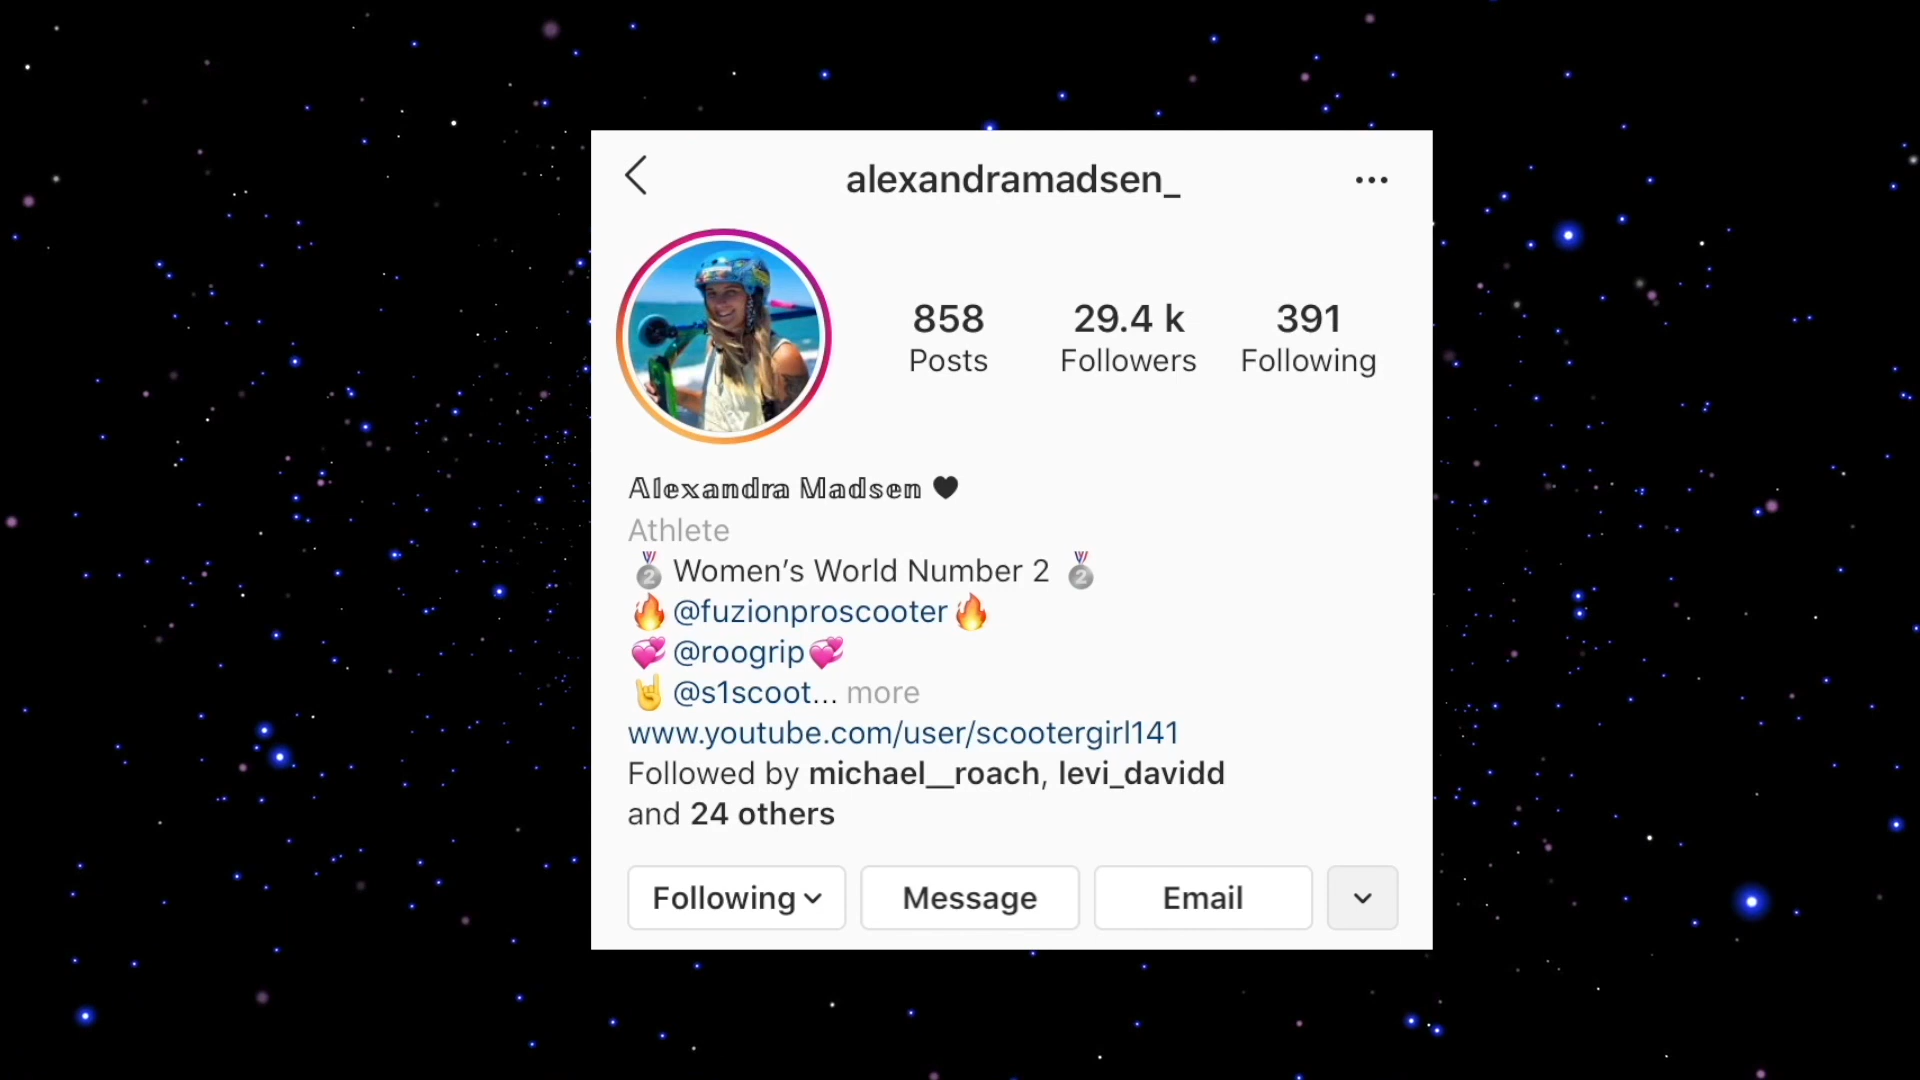 alexandramadsen_
858
Posts
29.4 k
Followers
391
Following
𝔸𝕝𝕖𝕩𝕒𝕟𝕕𝕣𝕒 𝕄𝕒𝕕𝕤𝕖𝕟 🖤
Athlete
🥈 Women’s World Number 2 🥈
🔥 @fuzionproscooter 🔥
💞 @roogrip 💞
🤘 @s1scoot... more
www.youtube.com/user/scootergirl141
Followed by michael__roach, levi_davidd
and 24 others
Following
Message
Email